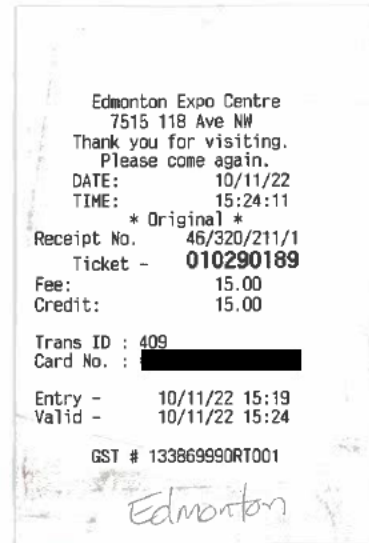 Edmonton Expo Centre
7515 118 Ave NW
Thank you for visiting.
Please come again.
DATE: 10/11/22
TIME: 15:24:11
* Original *
Receipt No. 46/320/211/1
Ticket - 010290189
Fee: 15.00
Credit: 15.00
Trans ID : 409
Card No. :
Entry - 10/11/22 15:19
Valid - 10/11/22 15:24
GST # 133869990RT001
Edmonton